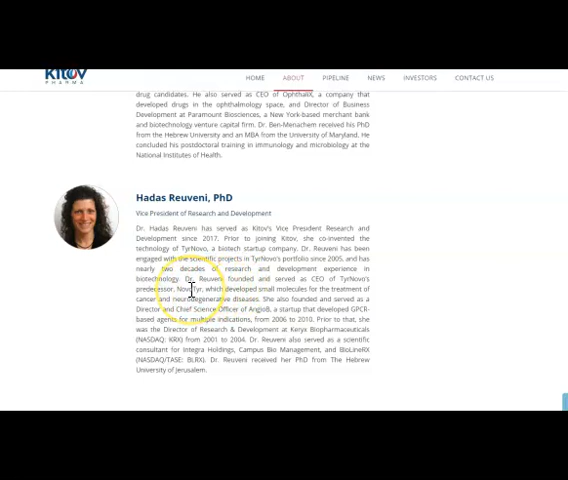 Kitov
PHARMA
HOME ABOUT PIPELINE NEWS INVESTORS CONTACT US
drug candidates. He also served as CEO of OphthaliX, a company that
developed drugs in the ophthalmology space, and Director of Business
Development at Paramount Biosciences, a New York-based merchant bank
and biotechnology venture capital firm. Dr. Ben-Menachem received his PhD
from the Hebrew University and an MBA from the University of Maryland. He
concluded his postdoctoral training in immunology and microbiology at the
National Institutes of Health.
Hadas Reuveni, PhD
Vice President of Research and Development
Dr. Hadas Reuveni has served as Kitov's Vice President Research and
Development since 2017. Prior to joining Kitov, she co-invented the
technology of TyrNovo, a biotech startup company. Dr. Reuveni has been
engaged with the scientific projects in TyrNovo's portfolio since 2005, and has
nearly two decades of research and development experience in
biotechnology. Dr. Reuveni founded and served as CEO of TyrNovo's
predecessor, NovoTyr, which developed small molecules for the treatment of
cancer and neurodegenerative diseases. She also founded and served as a
Director and Chief Science Officer of AngioB, a startup that developed GPCR-
based agents for multiple indications, from 2006 to 2010. Prior to that, she
was the Director of Research & Development at Keryx Biopharmaceuticals
(NASDAQ: KRX) from 2001 to 2004. Dr. Reuveni also served as a scientific
consultant for Integra Holdings, Campus Bio Management, and BioLineRX
(NASDAQ/TASE: BLRX). Dr. Reuveni received her PhD from The Hebrew
University of Jerusalem.